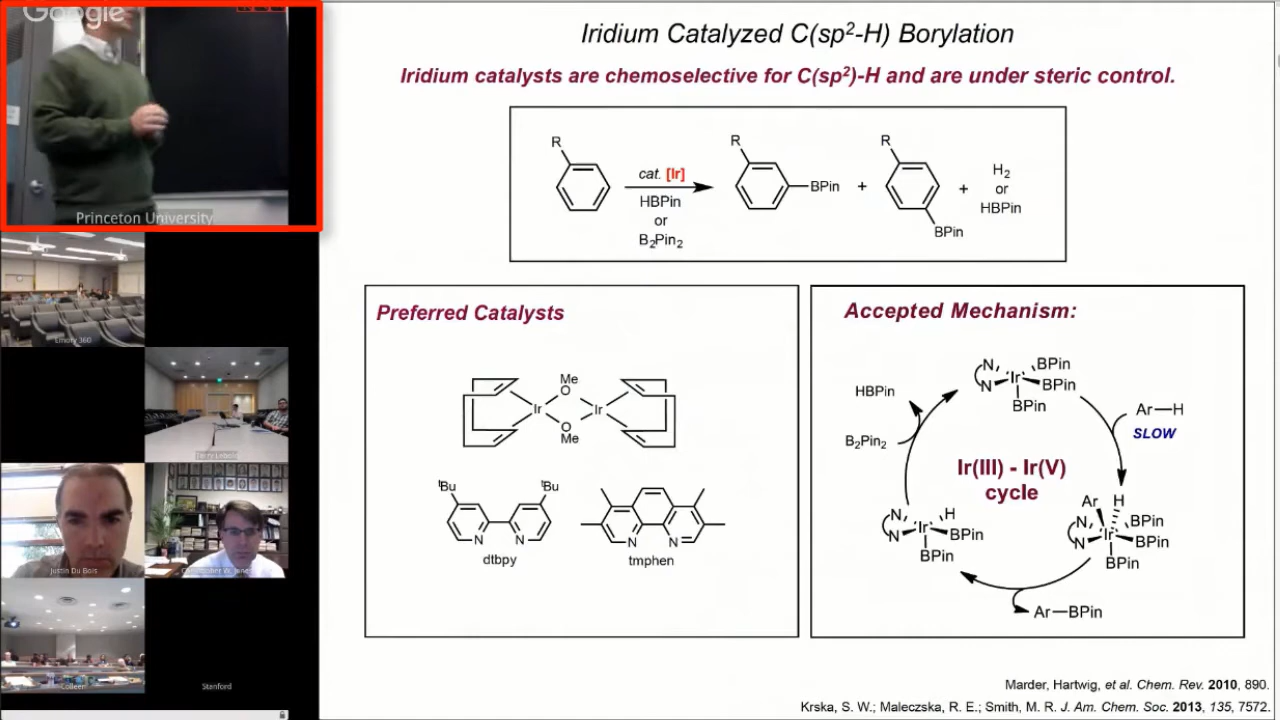 Google
Princeton University
Emory 360
Justin Du Bois
Colleen
Stanford
Iridium Catalyzed C(sp²-H) Borylation
Iridium catalysts are chemoselective for C(sp²)-H and are under steric control.
R
cat. [Ir]
HBPin
or
B₂Pin₂
R
BPin
+
R
BPin
+
H₂
or
HBPin
Preferred Catalysts
Me
O
Ir
Ir
O
Me
ᵗBu
ᵗBu
N
N
dtbpy
N
N
tmphen
Accepted Mechanism:
N
N
Ir
BPin
BPin
BPin
HBPin
B₂Pin₂
Ar—H
SLOW
Ir(III) - Ir(V)
cycle
N
N
Ir
H
BPin
BPin
Ar
H
N
N
Ir
BPin
BPin
BPin
Ar—BPin
Marder, Hartwig, et al. Chem. Rev. 2010, 890.
Krska, S. W.; Maleczska, R. E.; Smith, M. R. J. Am. Chem. Soc. 2013, 135, 7572.